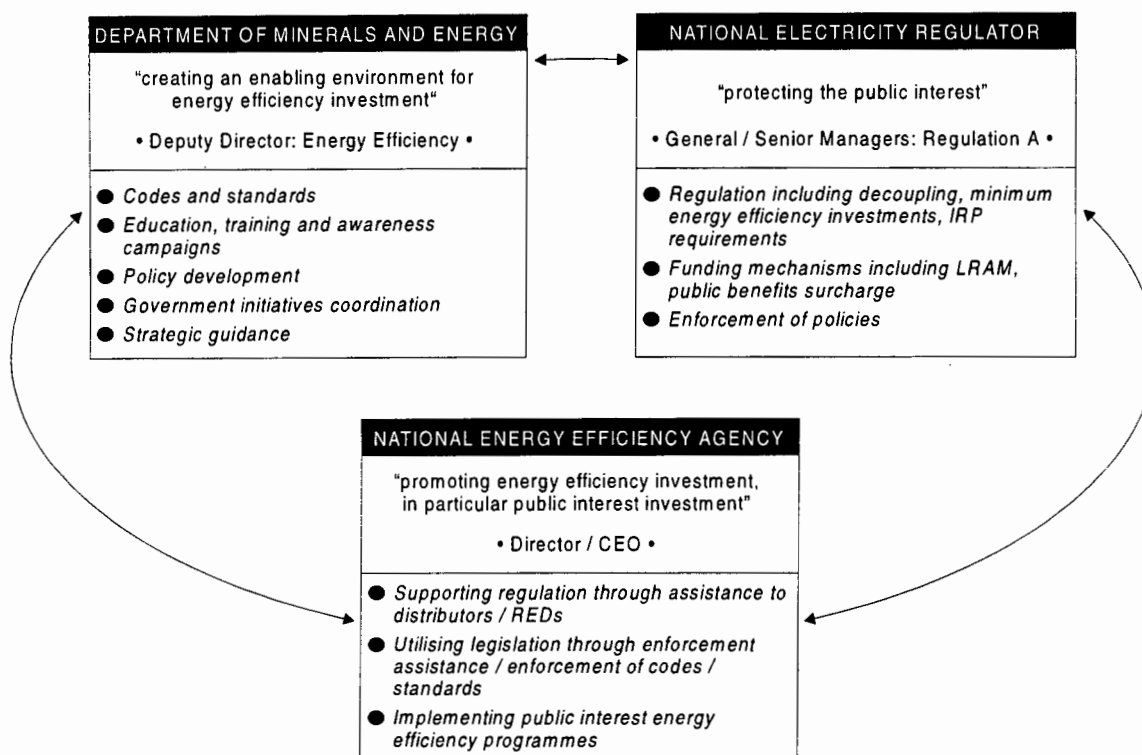 DEPARTMENT OF MINERALS AND ENERGY
“creating an enabling environment for
energy efficiency investment“
• Deputy Director: Energy Efficiency •
● Codes and standards
● Education, training and awareness
campaigns
● Policy development
● Government initiatives coordination
● Strategic guidance
NATIONAL ELECTRICITY REGULATOR
“protecting the public interest”
• General / Senior Managers: Regulation A •
● Regulation including decoupling, minimum
energy efficiency investments, IRP
requirements
● Funding mechanisms including LRAM,
public benefits surcharge
● Enforcement of policies
NATIONAL ENERGY EFFICIENCY AGENCY
“promoting energy efficiency investment,
in particular public interest investment”
• Director / CEO •
● Supporting regulation through assistance to
distributors / REDs
● Utilising legislation through enforcement
assistance / enforcement of codes /
standards
● Implementing public interest energy
efficiency programmes